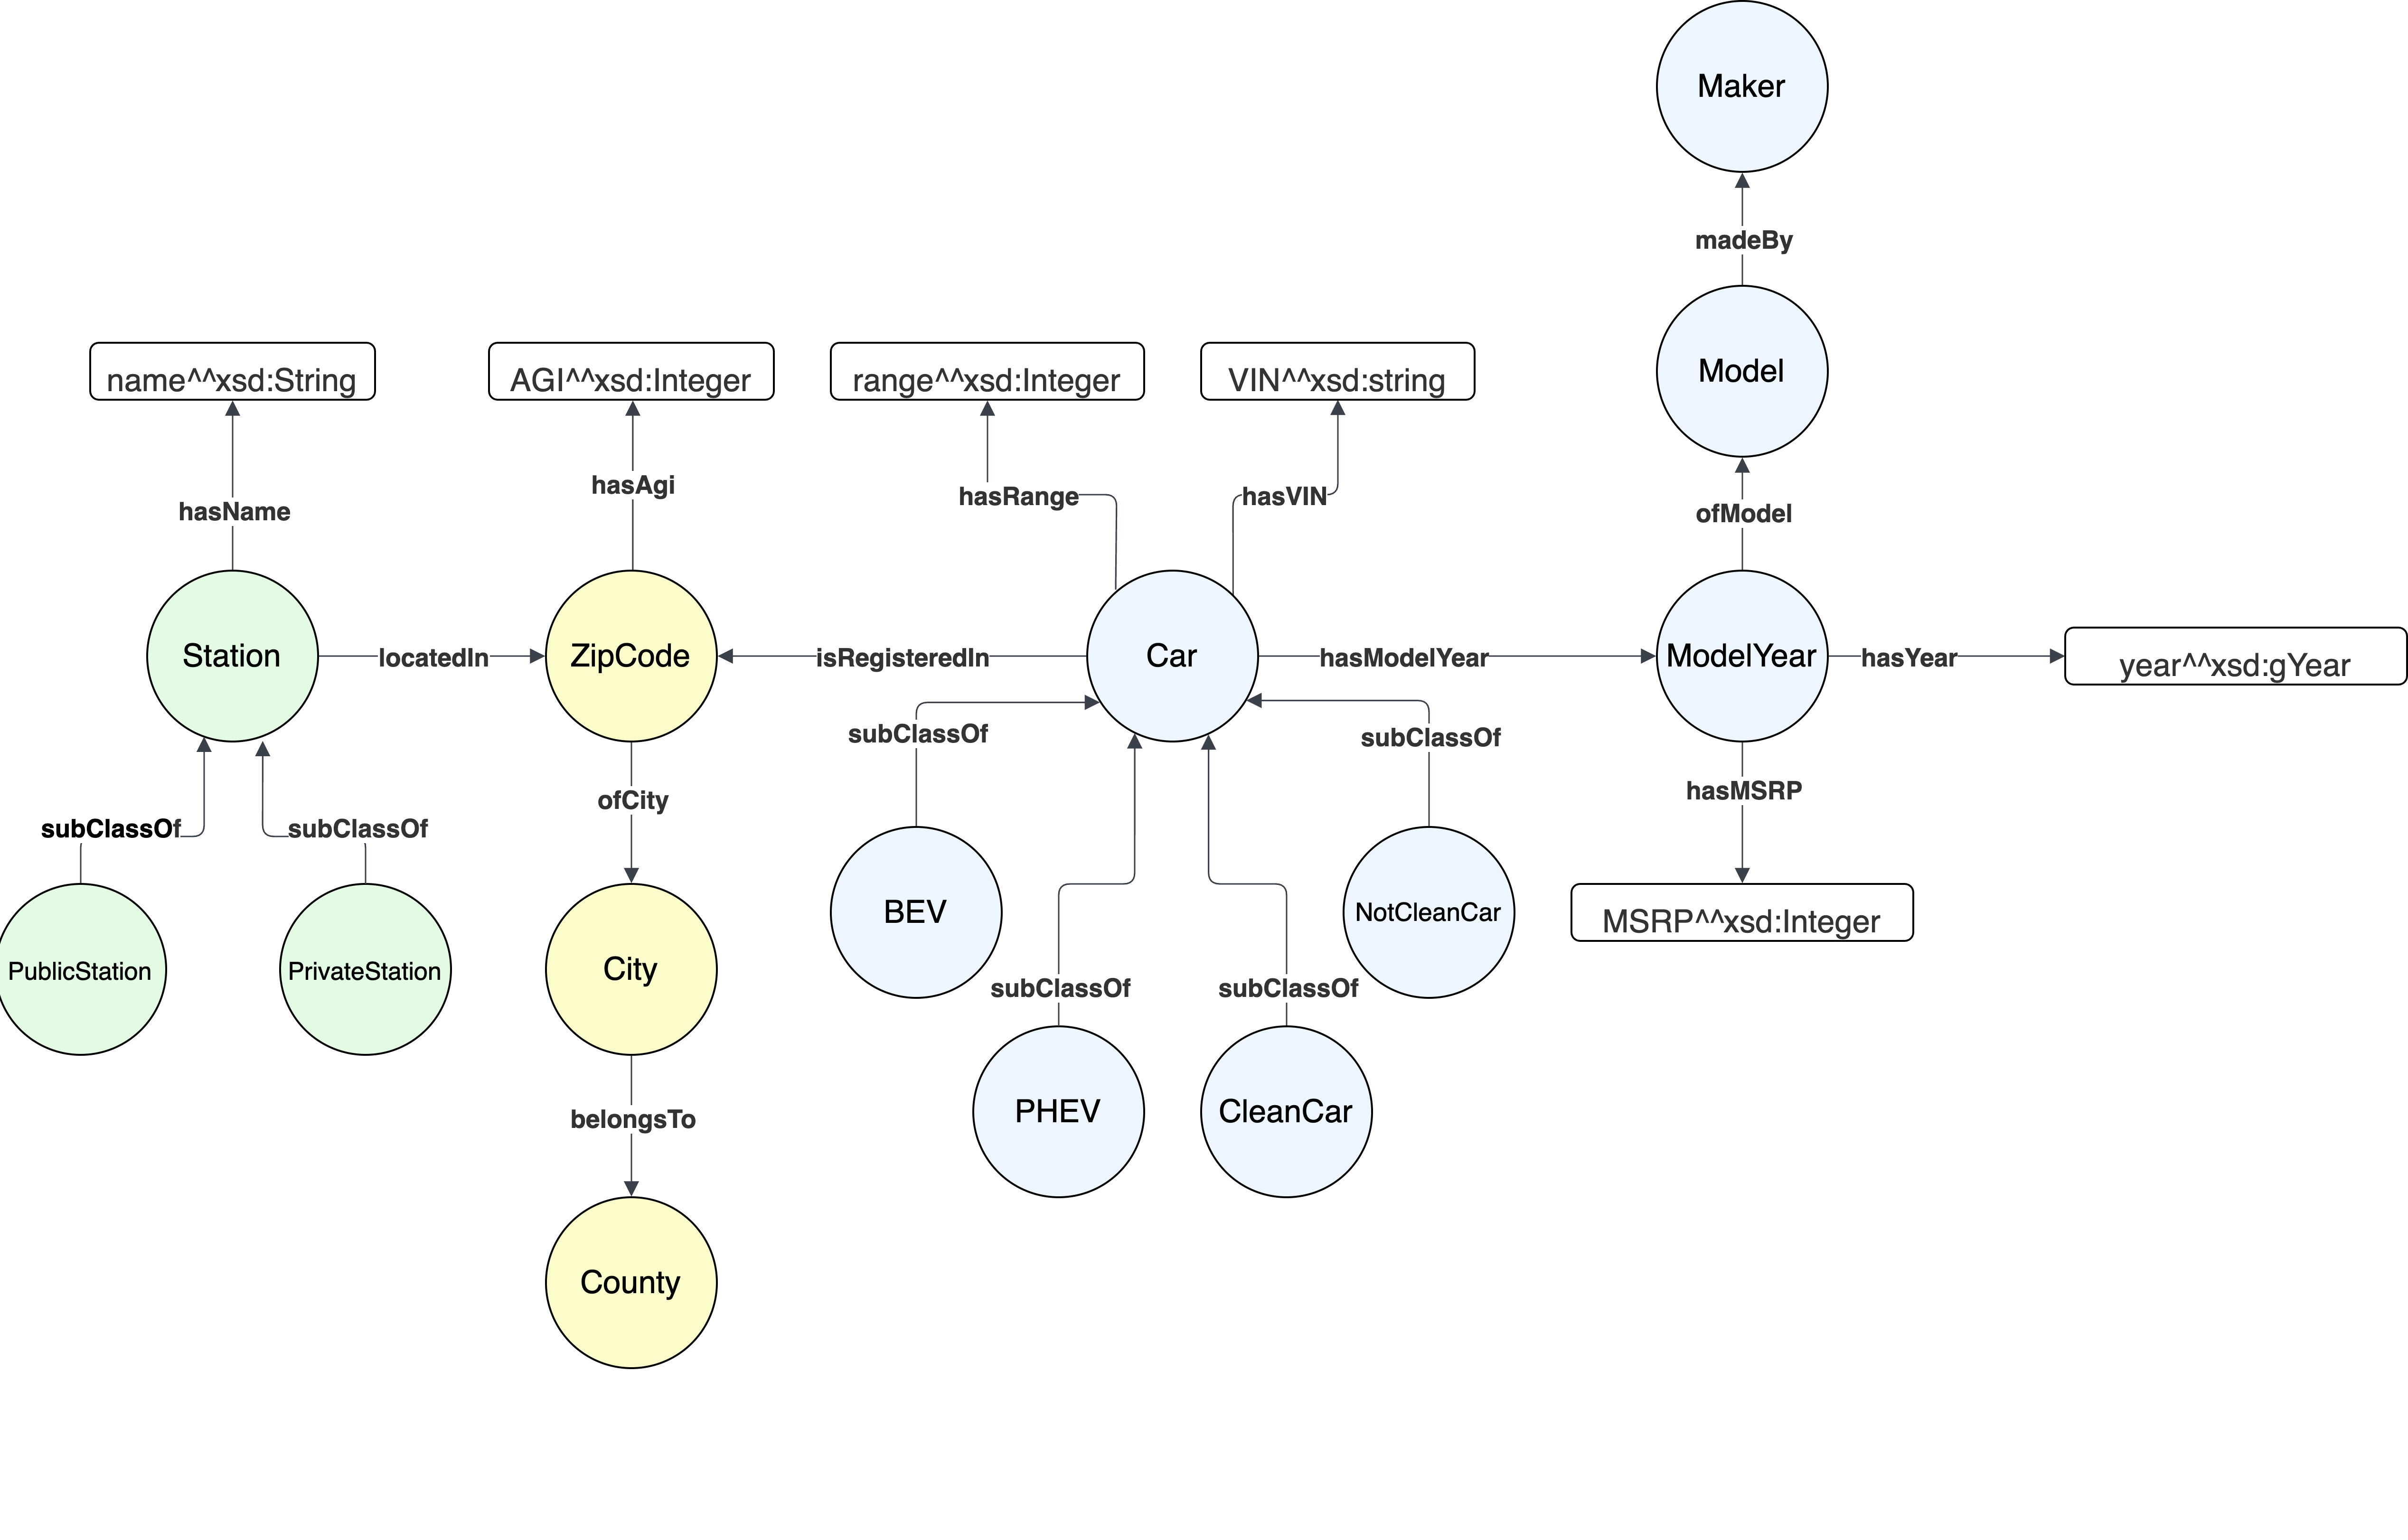 Maker
madeBy
Model
name^^xsd:String
AGI^^xsd:Integer
range^^xsd:Integer
VIN^^xsd:string
hasName
hasAgi
hasRange
hasVIN
ofModel
Station
locatedIn
ZipCode
isRegisteredIn
Car
hasModelYear
ModelYear
hasYear
year^^xsd:gYear
subClassOf
subClassOf
hasMSRP
ofCity
subClassOf
subClassOf
BEV
NotCleanCar
MSRP^^xsd:Integer
PublicStation
PrivateStation
City
subClassOf
subClassOf
PHEV
CleanCar
belongsTo
County